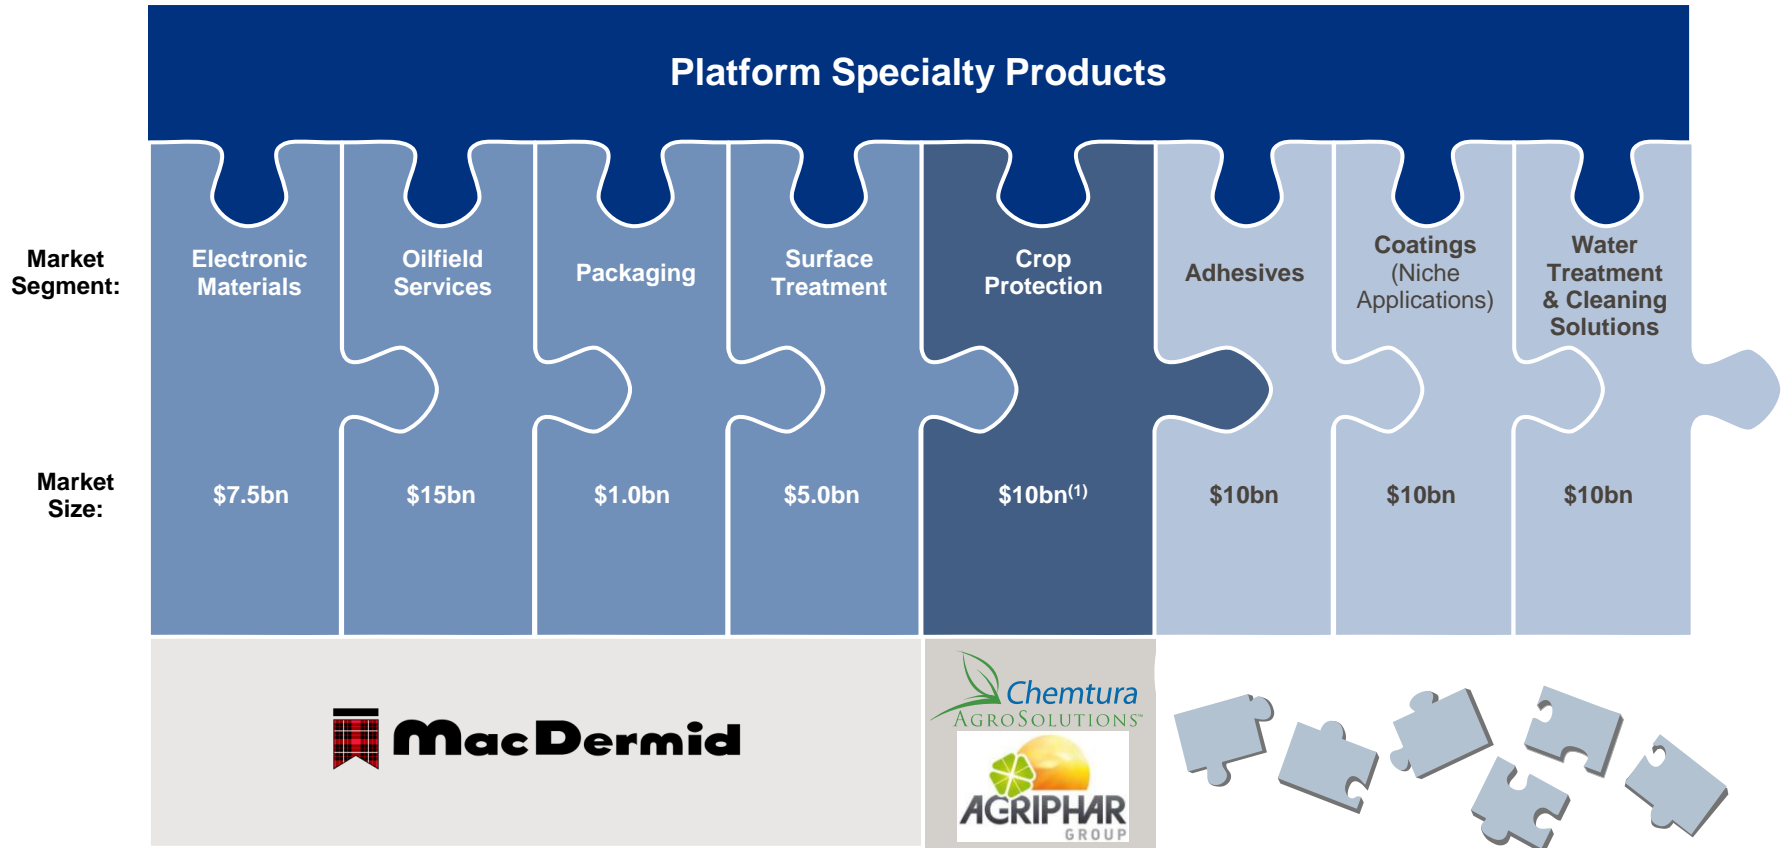 Platform Specialty Products
Market
Segment:
Electronic
Materials
Oilfield
Services
Packaging
Surface
Treatment
Crop
Protection
Adhesives
Coatings
(Niche
Applications)
Water
Treatment
& Cleaning
Solutions
Market
Size:
$7.5bn
$15bn
$1.0bn
$5.0bn
$10bn(1)
$10bn
$10bn
$10bn
MacDermid
Chemtura
AGROSOLUTIONS™
AGRIPHAR
GROUP